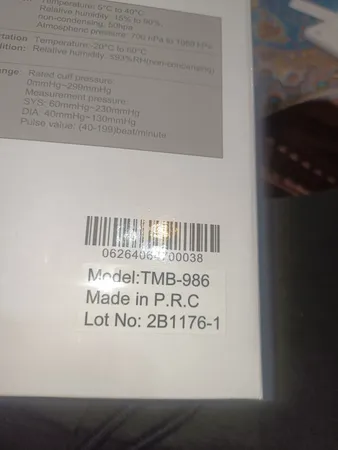 Temperature: 5°C to 40°C
Relative humidity: 15% to 90%
non-condensing, 50hpa
Atmospheric pressure: 700 hPa to 1060 hPa
Temperature: -20°C to 60°C
Relative humidity: ≤93%RH(non-condensing)
Rated cuff pressure:
0mmHg~299mmHg
Measurement pressure:
SYS: 60mmHg~230mmHg
DIA: 40mmHg~130mmHg
Pulse value: (40-199)beat/minute
Model:TMB-986
Made in P.R.C
Lot No: 2B1176-1